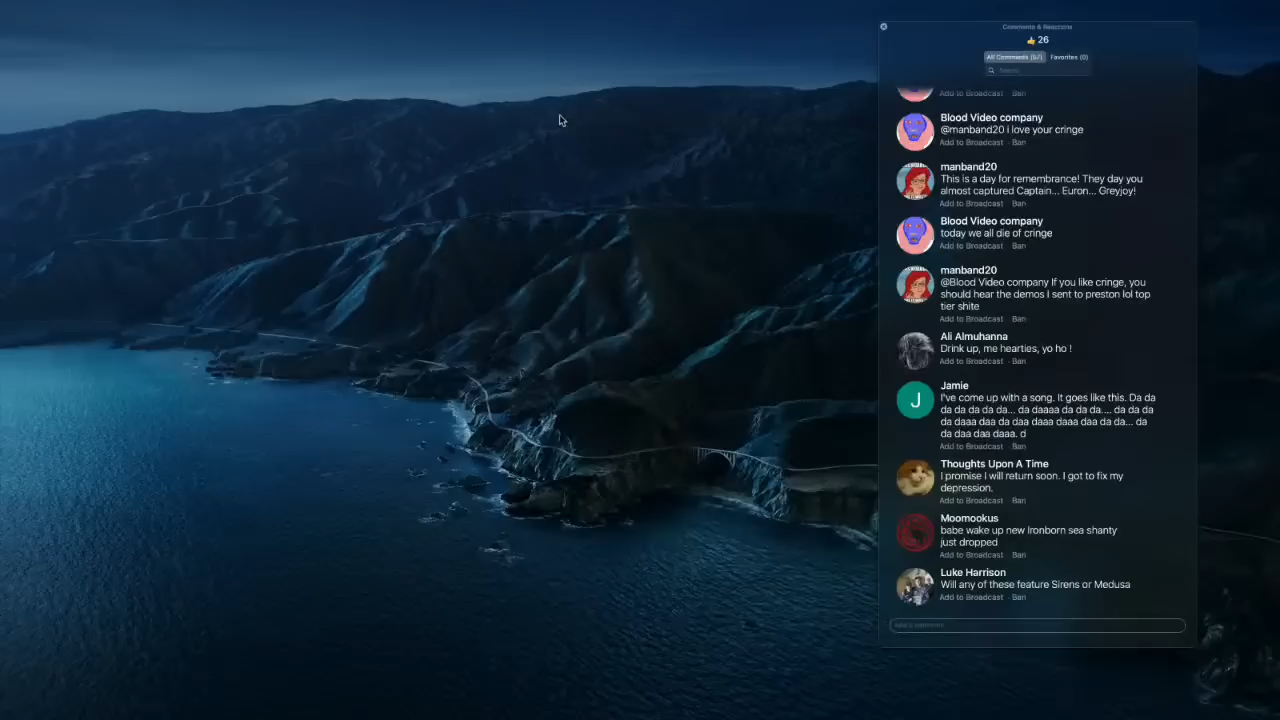 Comments & Reactions
👍 26
All Comments (57)
Favorites (0)
Search
Add to Broadcast · Ban
Blood Video company
@manband20 i love your cringe
Add to Broadcast · Ban
manband20
This is a day for remembrance! They day you
almost captured Captain... Euron... Greyjoy!
Add to Broadcast · Ban
Blood Video company
today we all die of cringe
Add to Broadcast · Ban
manband20
@Blood Video company If you like cringe, you
should hear the demos I sent to preston lol top
tier shite
Add to Broadcast · Ban
Ali Almuhanna
Drink up, me hearties, yo ho !
Add to Broadcast · Ban
J
Jamie
I've come up with a song. It goes like this. Da da
da da da da da... da daaaa da da da.... da da da
da daaa daa da daa daaa daaa daa da da... da
da daa daa daaa. d
Add to Broadcast · Ban
Thoughts Upon A Time
I promise I will return soon. I got to fix my
depression.
Add to Broadcast · Ban
Moomookus
babe wake up new Ironborn sea shanty
just dropped
Add to Broadcast · Ban
Luke Harrison
Will any of these feature Sirens or Medusa
Add to Broadcast · Ban
Add a comment